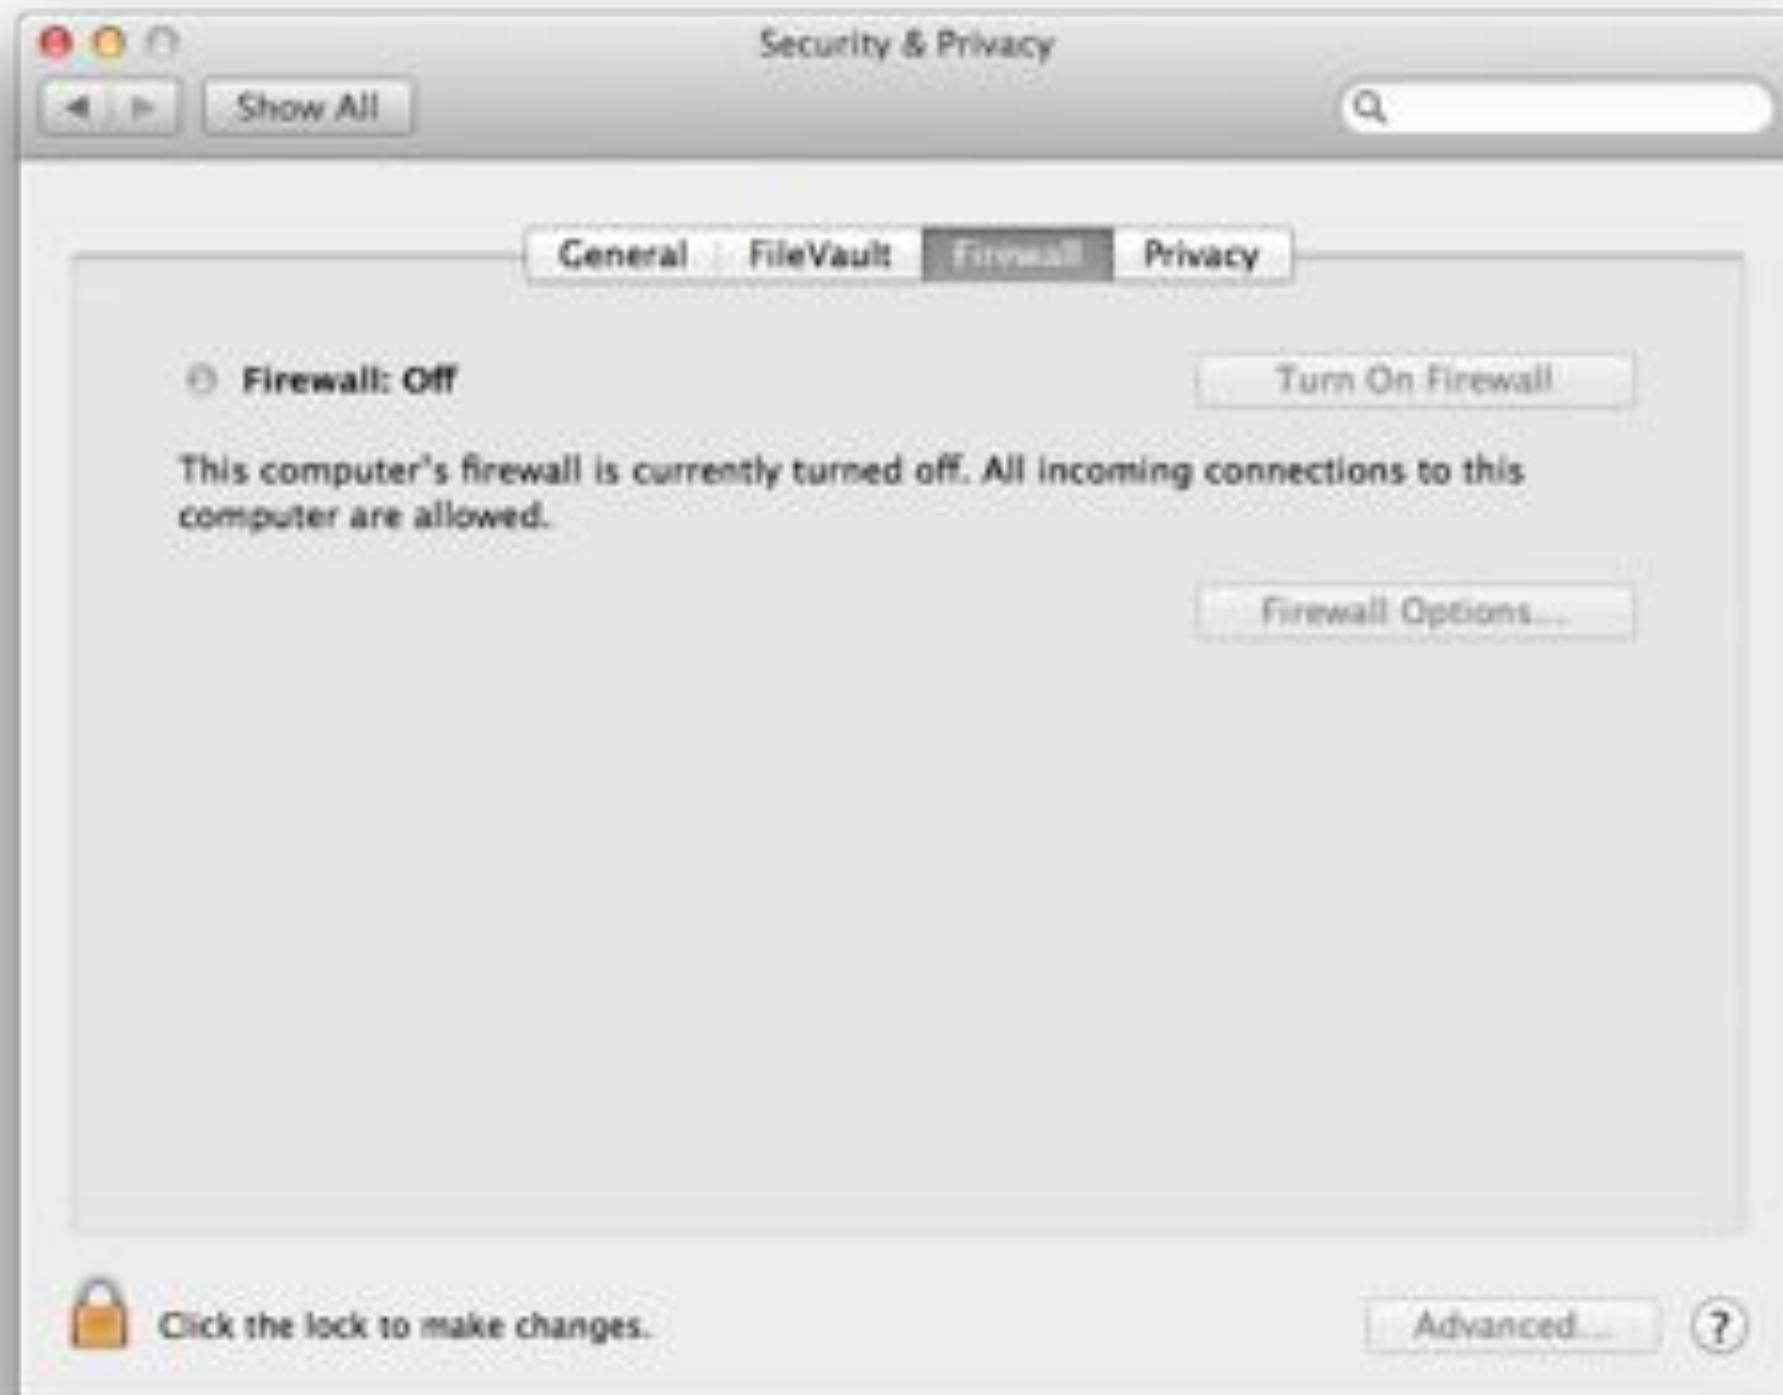 Security & Privacy
Show All
General FileVault Firewall Privacy
Firewall: Off Turn On Firewall
This computer's firewall is currently turned off. All incoming connections to this
computer are allowed.
Firewall Options...
Click the lock to make changes. Advanced... ?